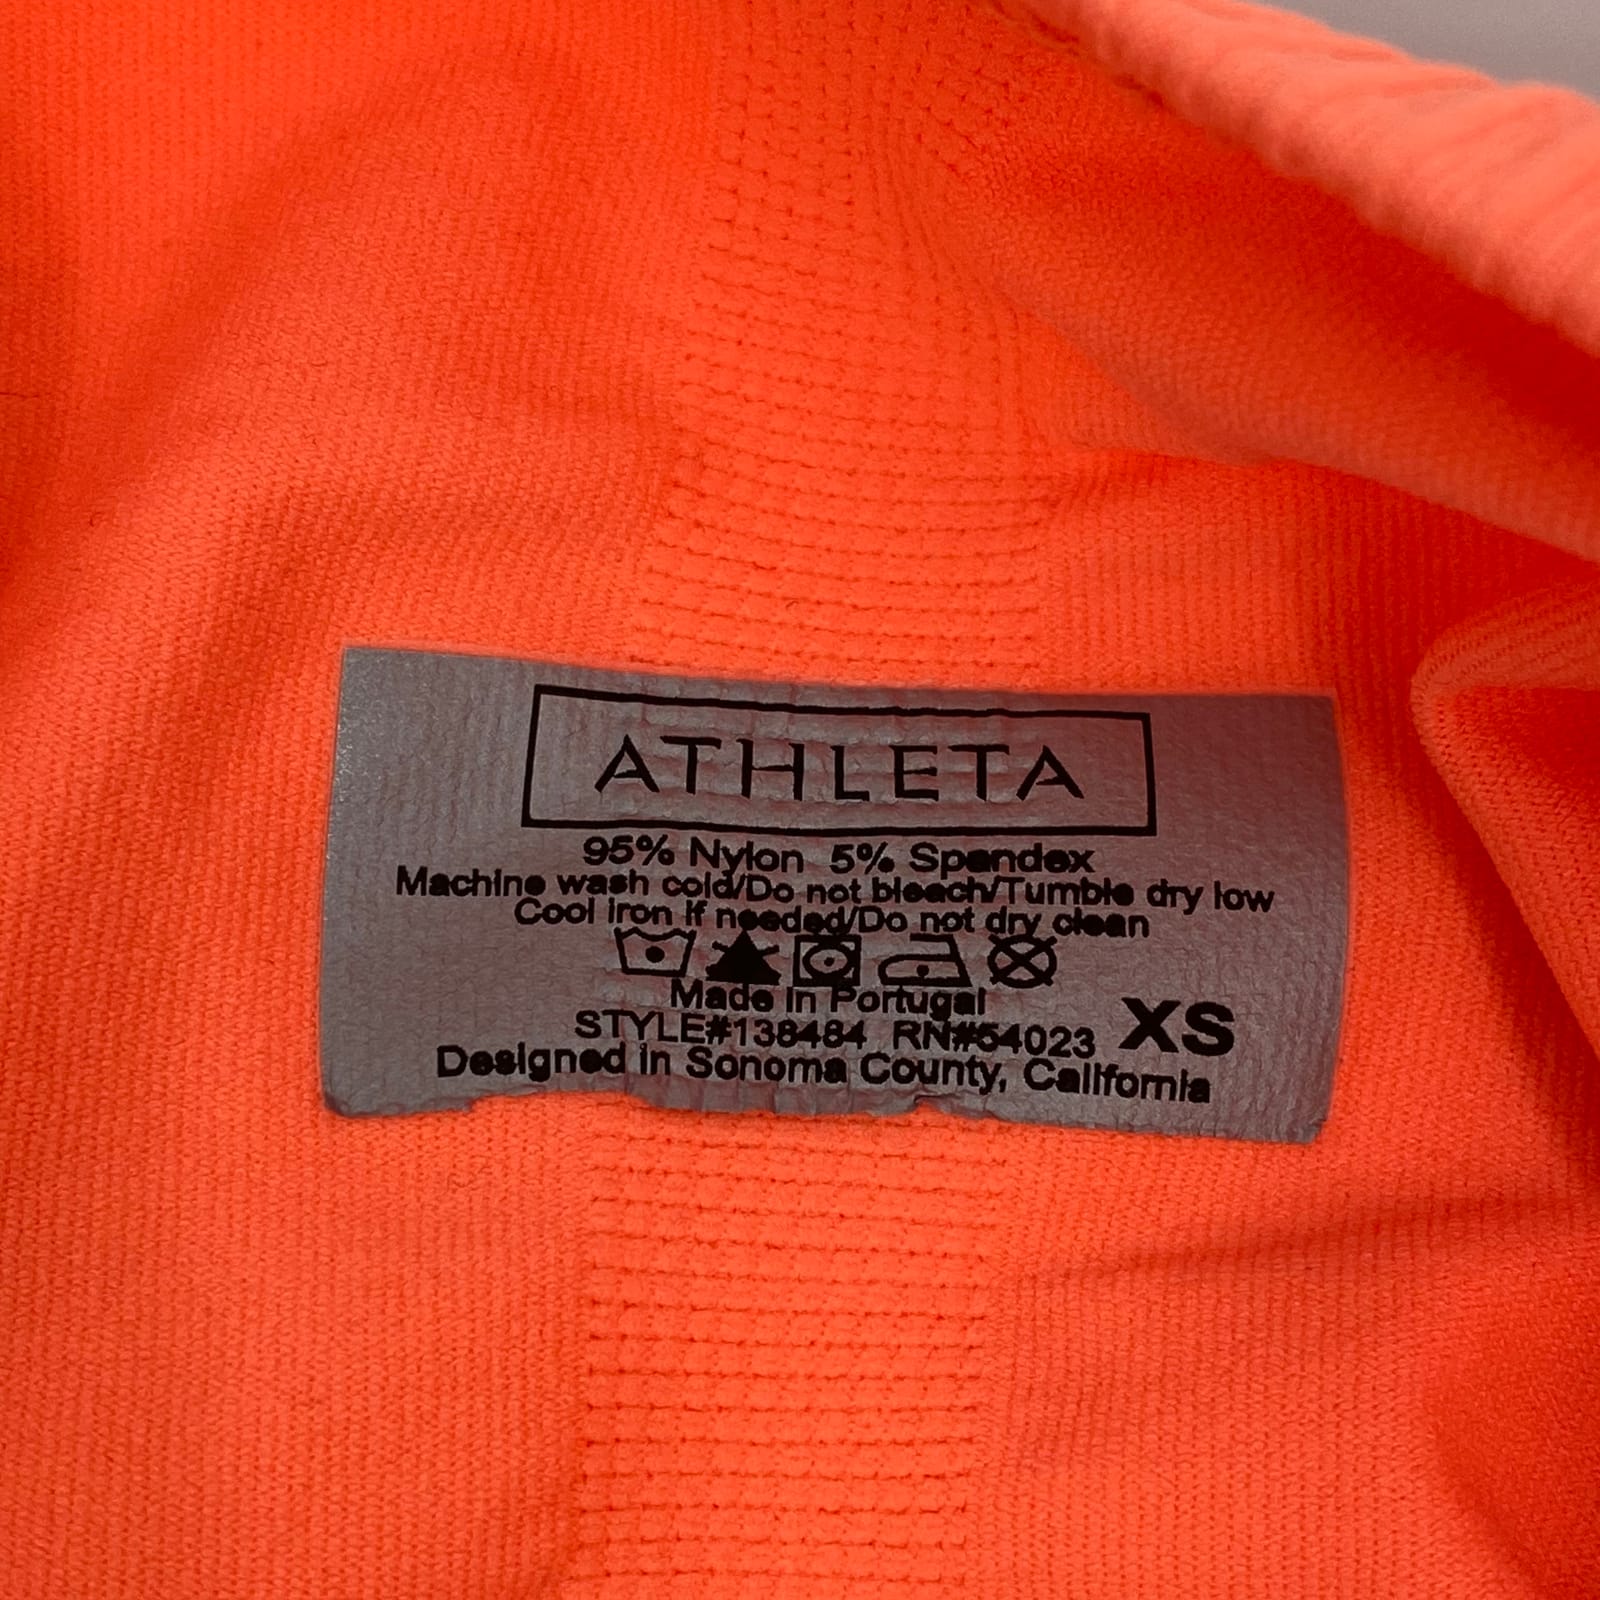 ATHLETA
95% Nylon 5% Spandex
Machine wash cold/Do not bleach/Tumble dry low
Cool iron if needed/Do not dry clean
Made in Portugal
STYLE#138484 RN#54023 XS
Designed in Sonoma County, California